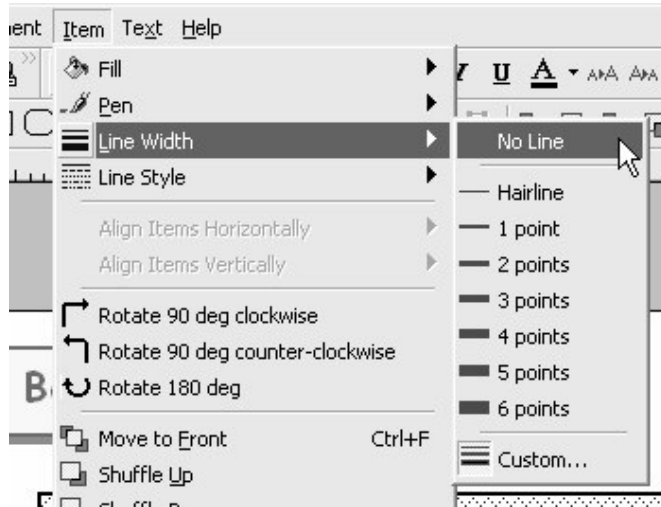 Item Text Help
Fill
Pen
Line Width
Line Style
Align Items Horizontally
Align Items Vertically
Rotate 90 deg clockwise
Rotate 90 deg counter-clockwise
Rotate 180 deg
Move to Front Ctrl+F
Shuffle Up
U A AAA
No Line
Hairline
1 point
2 points
3 points
4 points
5 points
6 points
Custom...
B